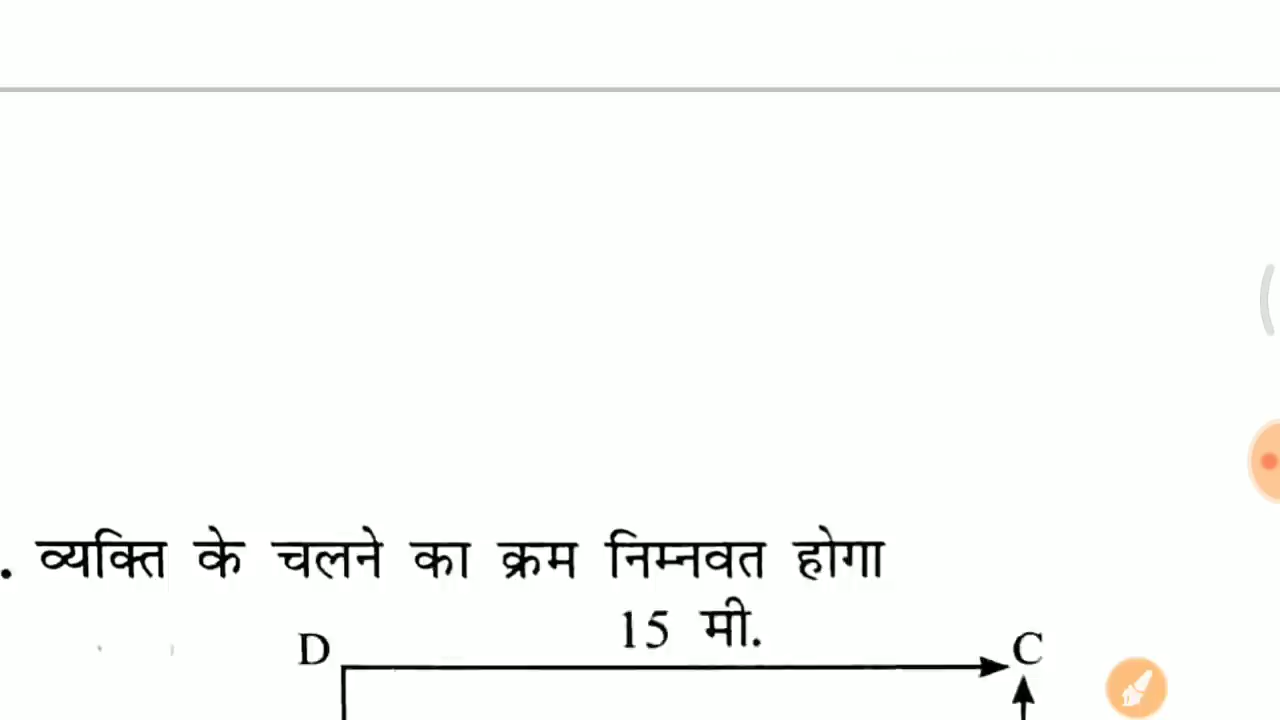 . व्यक्ति के चलने का क्रम निम्नवत होगा
15 मी.
D C